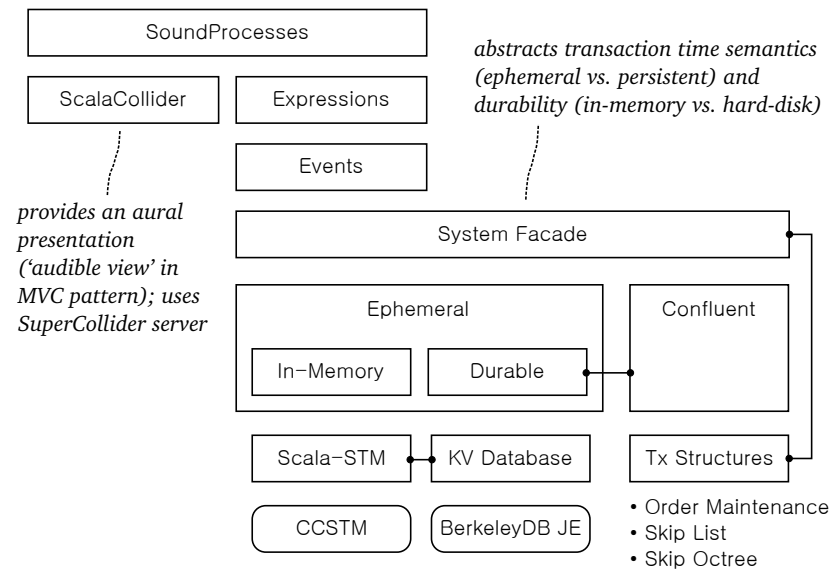 SoundProcesses
abstracts transaction time semantics
(ephemeral vs. persistent) and
durability (in-memory vs. hard-disk)
ScalaCollider
Expressions
Events
provides an aural
presentation
(‘audible view’ in
MVC pattern); uses
SuperCollider server
System Facade
Ephemeral
Confluent
In-Memory
Durable
Scala-STM
KV Database
Tx Structures
CCSTM
BerkeleyDB JE
• Order Maintenance
• Skip List
• Skip Octree